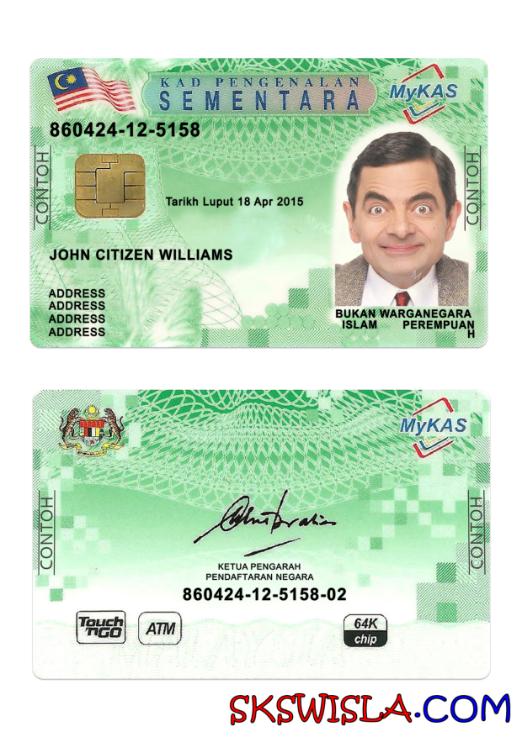 KAD PENGENALAN
SEMENTARA
MyKAS
860424-12-5158
CONTOH
CONTOH
Tarikh Luput 18 Apr 2015
JOHN CITIZEN WILLIAMS
ADDRESS
ADDRESS
ADDRESS
ADDRESS
BUKAN WARGANEGARA
ISLAM PEREMPUAN
H
MyKAS
CONTOH
CONTOH
KETUA PENGARAH
PENDAFTARAN NEGARA
860424-12-5158-02
Touch
'nGO
ATM
64K
chip
SKSWISLA.COM